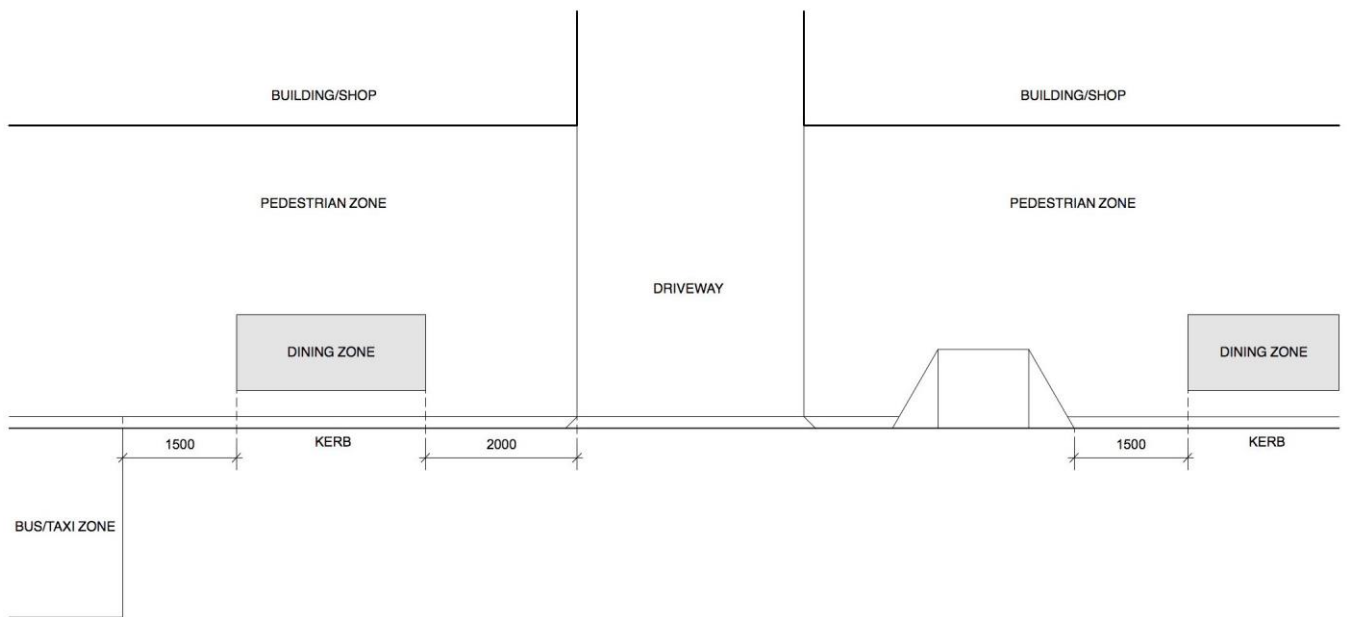 BUILDING/SHOP
BUILDING/SHOP
PEDESTRIAN ZONE
PEDESTRIAN ZONE
DRIVEWAY
DINING ZONE
DINING ZONE
1500
KERB
2000
1500
KERB
BUS/TAXI ZONE